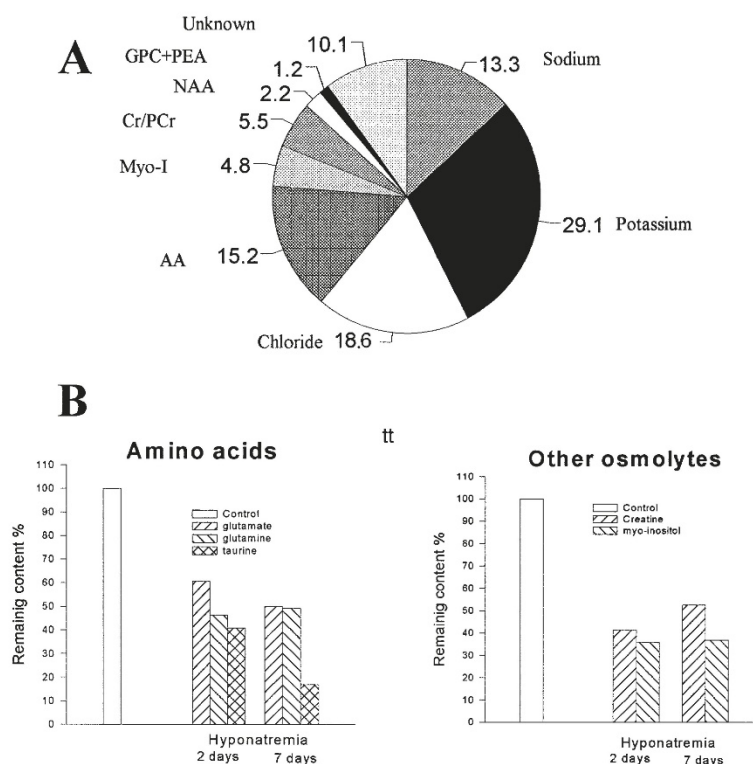 A
Unknown
10.1
GPC+PEA
1.2
NAA
2.2
Cr/PCr
5.5
Myo-I
4.8
AA
15.2
Chloride 18.6
13.3 Sodium
29.1 Potassium
B
tt
Amino acids
Remainig content %
110
100
90
80
70
60
50
40
30
20
10
0
Control
glutamate
glutamine
taurine
Hyponatremia
2 days 7 days
Other osmolytes
Remainig content %
110
100
90
80
70
60
50
40
30
20
10
0
Control
Creatine
myo-inositol
Hyponatremia
2 days 7 days